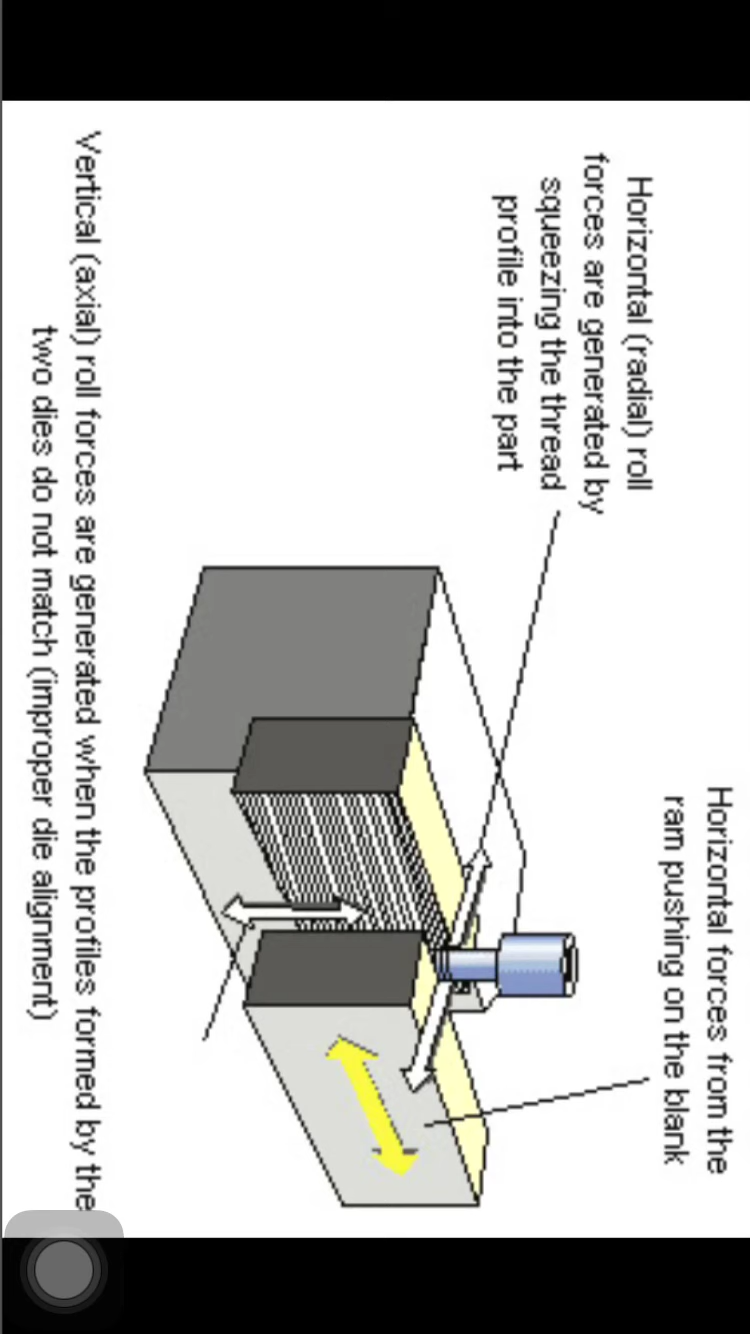 Horizontal (radial) roll
forces are generated by
squeezing the thread
profile into the part
Horizontal forces from the
ram pushing on the blank
Vertical (axial) roll forces are generated when the profiles formed by the
two dies do not match (improper die alignment)